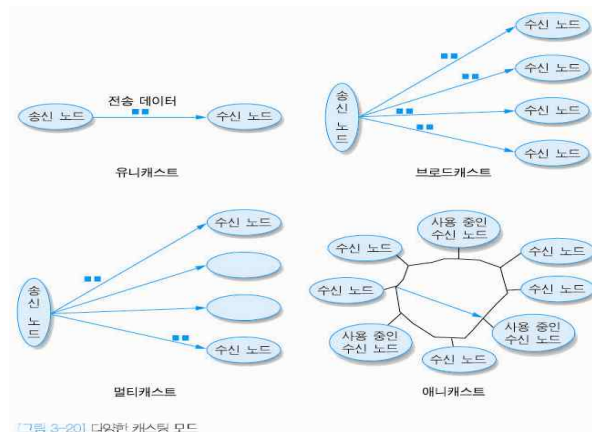 전송 데이터
송신 노드
수신 노드
유니캐스트
송신 노드
수신 노드
수신 노드
수신 노드
수신 노드
브로드캐스트
송신 노드
수신 노드
수신 노드
멀티캐스트
사용 중인
수신 노드
수신 노드
수신 노드
수신 노드
수신 노드
사용 중인
수신 노드
사용 중인
수신 노드
수신 노드
애니캐스트
[그림 3-20] 다양한 캐스팅 모드